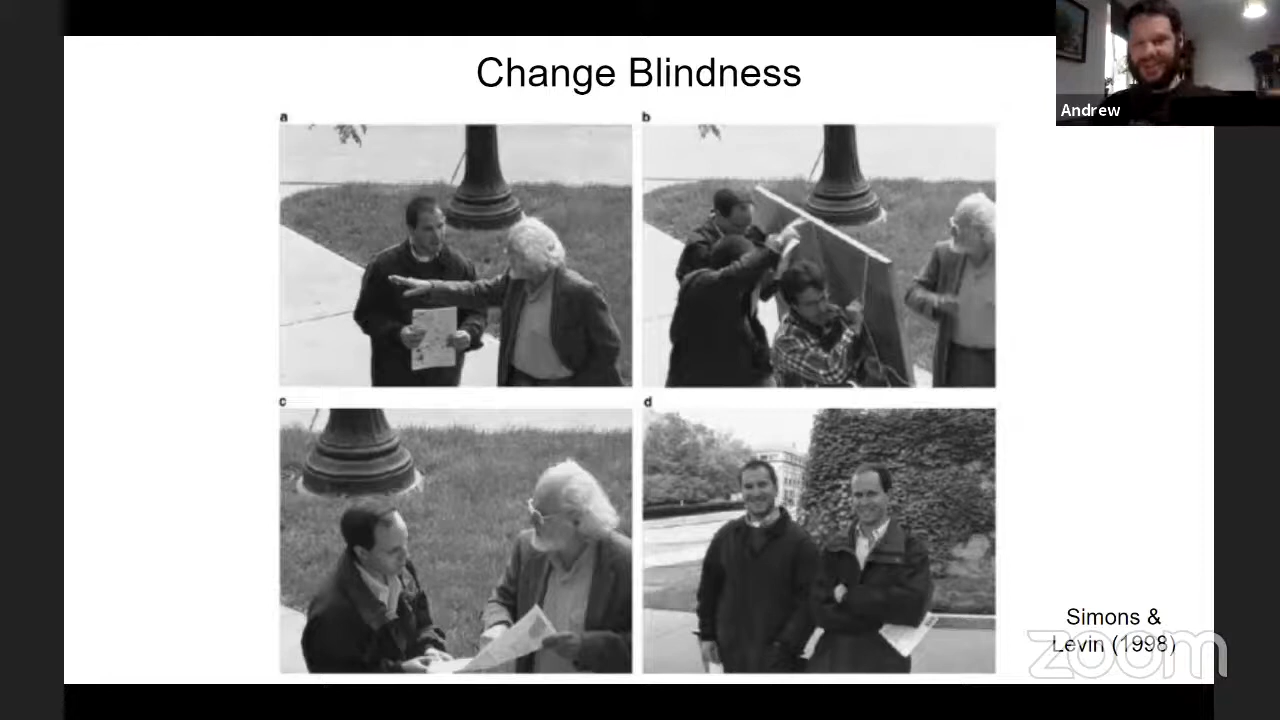 Change Blindness
Andrew
a
b
c
d
Simons &
Levin (1998)
zoom